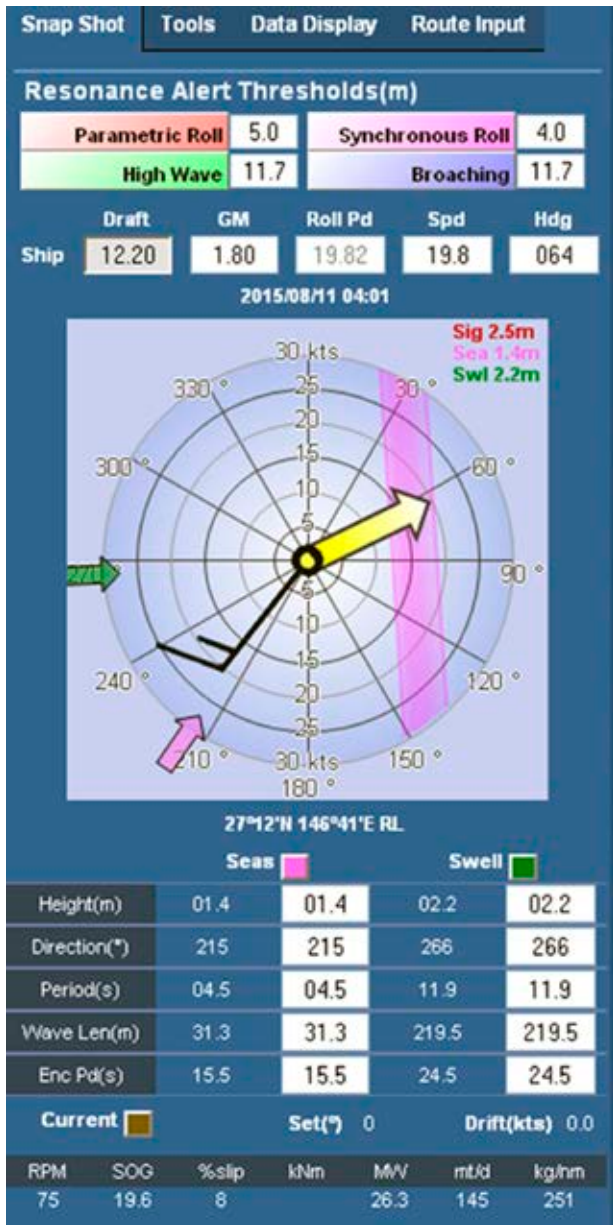 Snap Shot Tools Data Display Route Input
Resonance Alert Thresholds(m)
Parametric Roll 5.0 Synchronous Roll 4.0
High Wave 11.7 Broaching 11.7
Draft GM Roll Pd Spd Hdg
Ship 12.20 1.80 19.82 19.8 064
2015/08/11 04:01
Sig 2.5m
Sea 1.4m
Swl 2.2m
30 kts
330 ° 25 30 °
20
15
300 ° 10 60 °
5
90 °
5
10
15
240 ° 20 120 °
25
210 ° 30 kts 150 °
180 °
27°12'N 146°41'E RL
Seas Swell
Height(m) 01.4 01.4 02.2 02.2
Direction(°) 215 215 266 266
Period(s) 04.5 04.5 11.9 11.9
Wave Len(m) 31.3 31.3 219.5 219.5
Enc Pd(s) 15.5 15.5 24.5 24.5
Current Set(°) 0 Drift(kts) 0.0
RPM SOG %slip kNm MW mt/d kg/nm
75 19.6 8 26.3 145 251